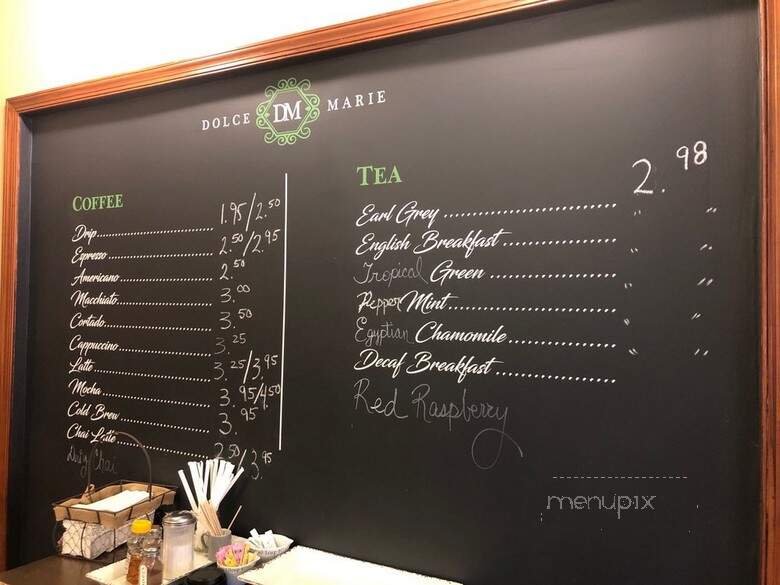 DOLCE DM MARIE
COFFEE
Drip 1.95/2.50
Espresso 2.50/2.95
Americano 2.50
Macchiato 3.00
Cortado 3.50
Cappuccino 3.25
Latte 3.25/3.95
Mocha 3.95/4.50
Cold Brew 3.95
Chai Latte 2.50/3.95
Chai
TEA
2.98
Earl Grey " "
English Breakfast " "
Tropical Green " "
Pepper Mint " "
Egyptian Chamomile " "
Decaf Breakfast
Red Raspberry
menupix